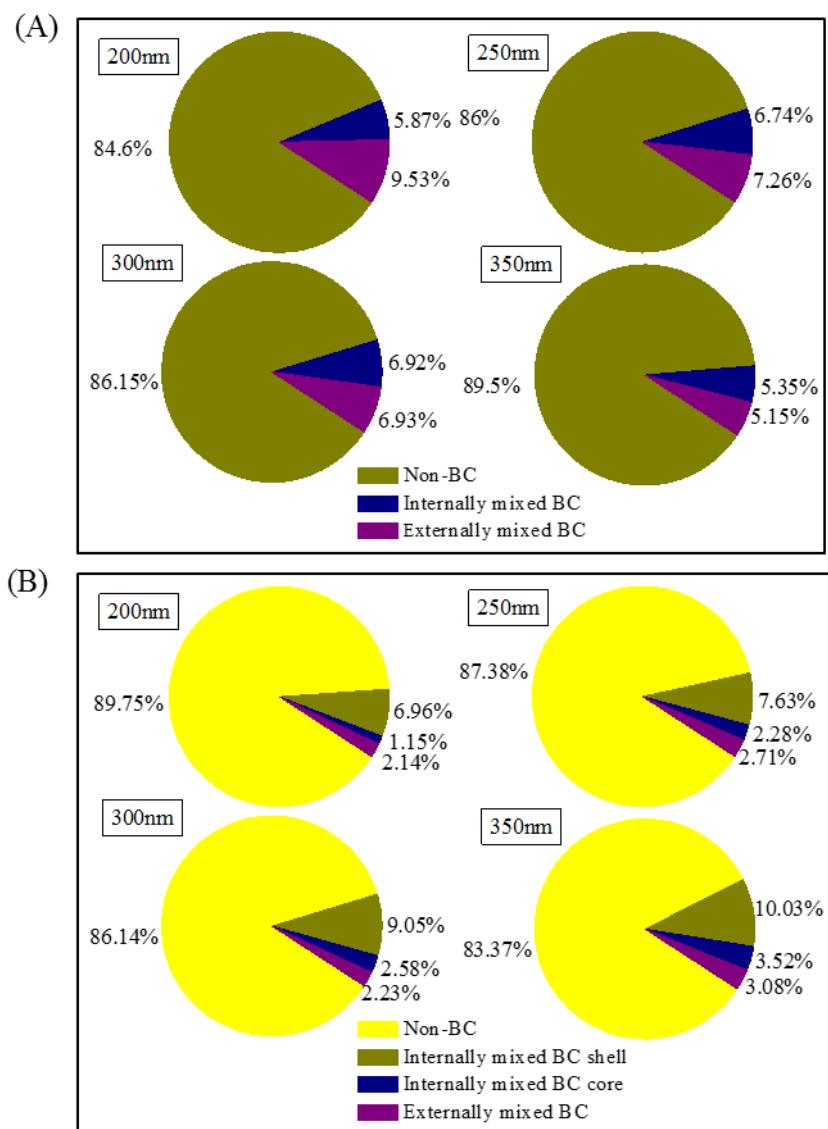 (A)
200nm
84.6%
5.87%
9.53%
250nm
86%
6.74%
7.26%
300nm
86.15%
6.92%
6.93%
350nm
89.5%
5.35%
5.15%
Non-BC
Internally mixed BC
Externally mixed BC
(B)
200nm
89.75%
6.96%
1.15%
2.14%
250nm
87.38%
7.63%
2.28%
2.71%
300nm
86.14%
9.05%
2.58%
2.23%
350nm
83.37%
10.03%
3.52%
3.08%
Non-BC
Internally mixed BC shell
Internally mixed BC core
Externally mixed BC